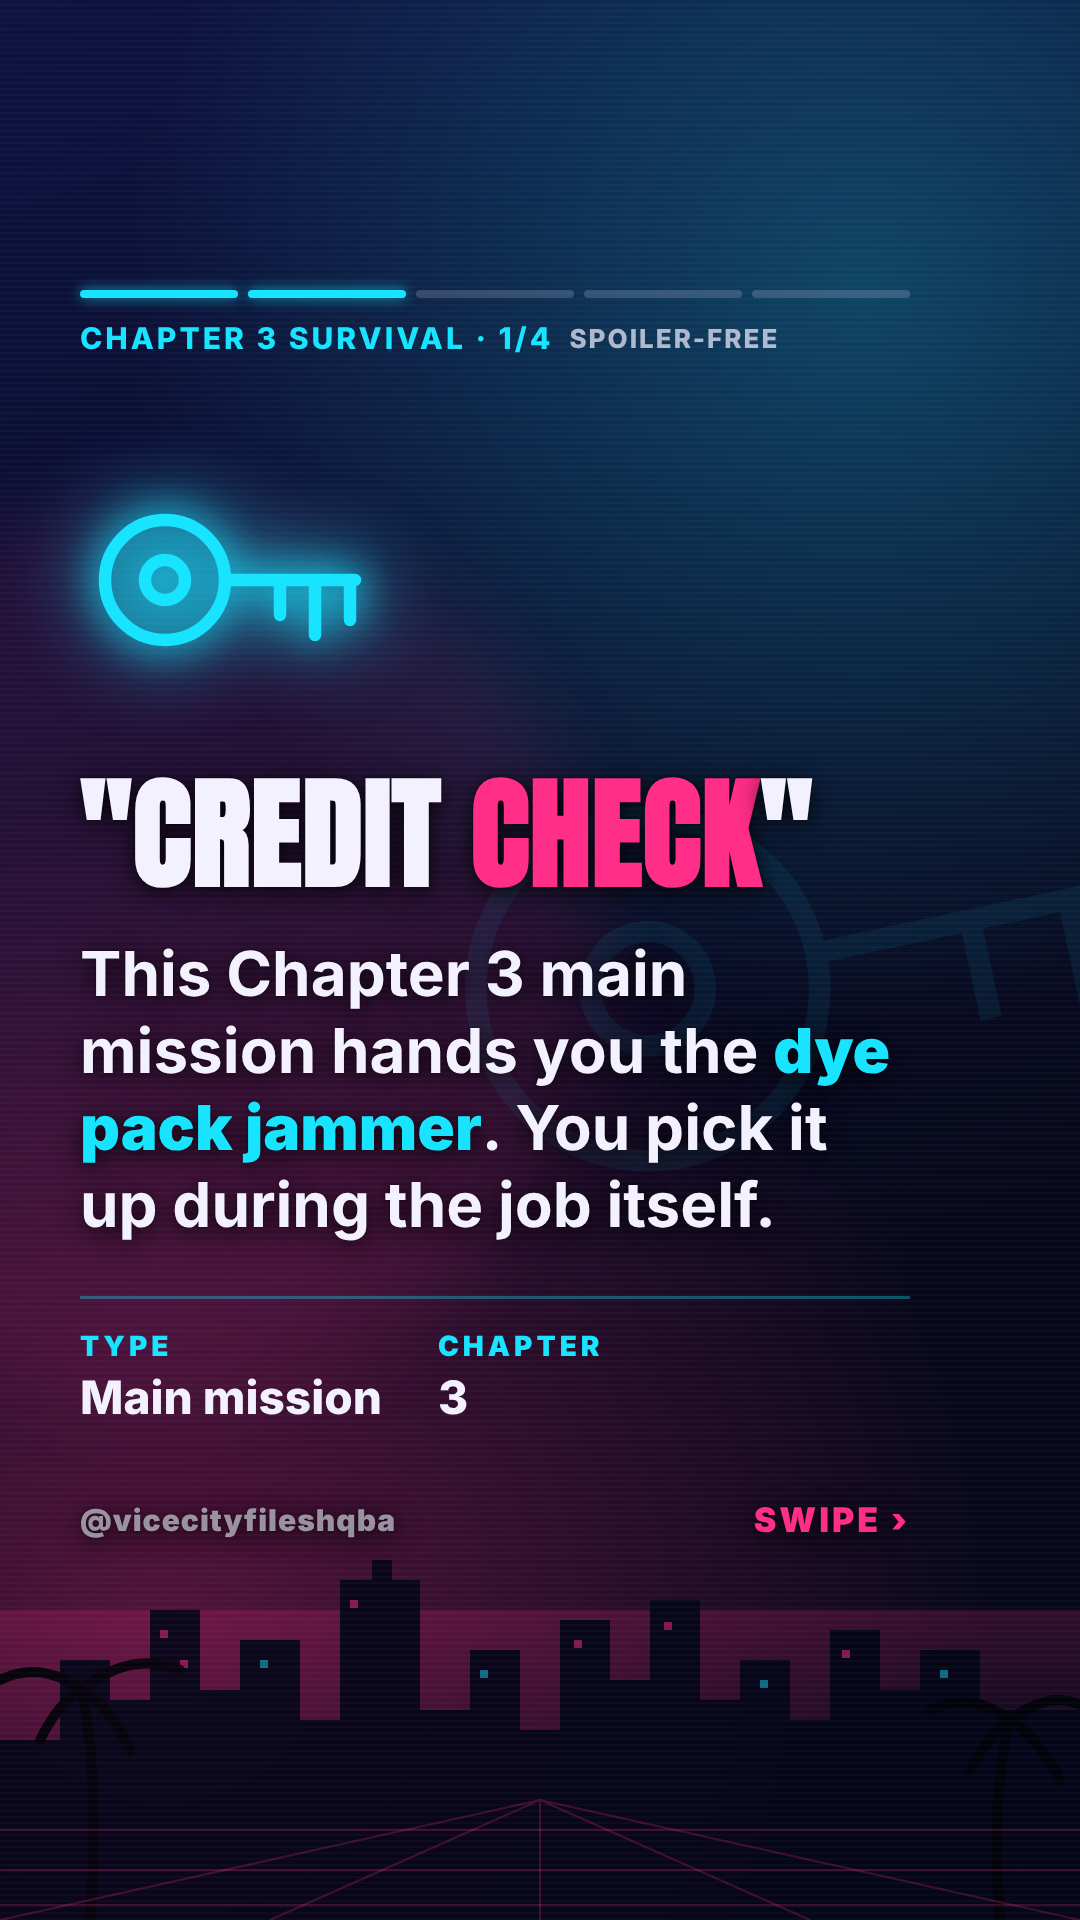 CHAPTER 3 SURVIVAL · 1/4 SPOILER-FREE
"CREDIT CHECK"
This Chapter 3 main
mission hands you the dye
pack jammer. You pick it
up during the job itself.
TYPE CHAPTER
Main mission 3
@vicecityfileshqba SWIPE ›